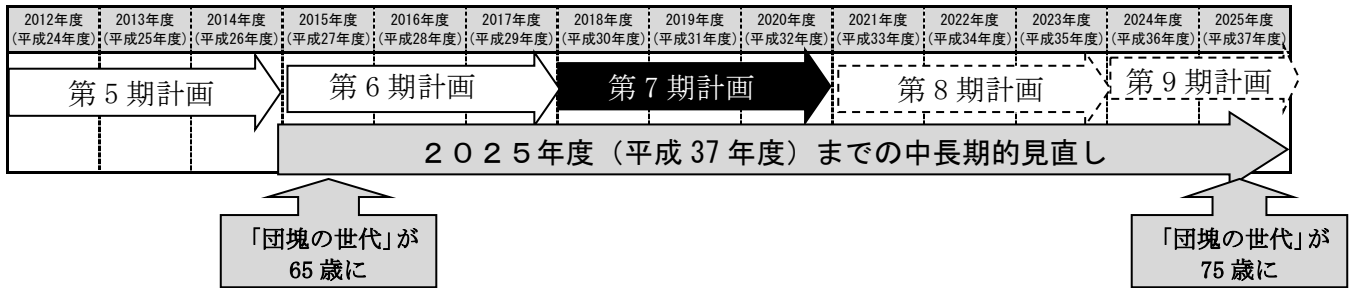 2012年度 2013年度 2014年度 2015年度 2016年度 2017年度 2018年度 2019年度 2020年度 2021年度 2022年度 2023年度 2024年度 2025年度
(平成24年度) (平成25年度) (平成26年度) (平成27年度) (平成28年度) (平成29年度) (平成30年度) (平成31年度) (平成32年度) (平成33年度) (平成34年度) (平成35年度) (平成36年度) (平成37年度)
第5期計画 第6期計画 第7期計画 第8期計画 第9期計画
２０２５年度（平成37年度）までの中長期的見直し
「団塊の世代」が
65歳に
「団塊の世代」が
75歳に